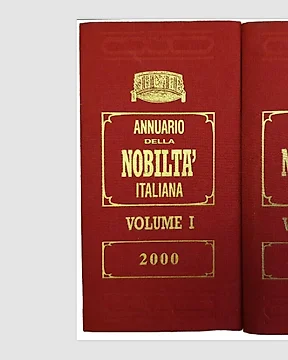 ANNUARIO
DELLA
NOBILTA'
ITALIANA
VOLUME I
2000
N
V